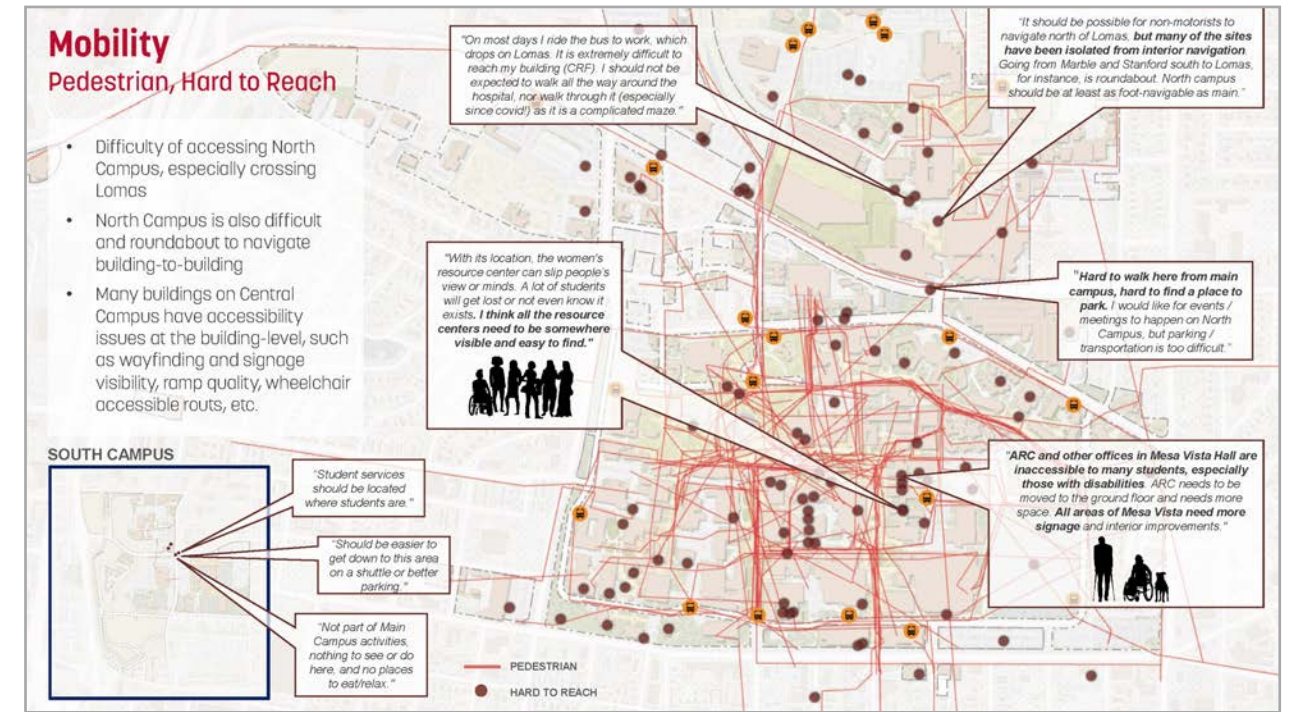 Mobility
Pedestrian, Hard to Reach
• Difficulty of accessing North
Campus, especially crossing
Lomas
• North Campus is also difficult
and roundabout to navigate
building-to-building
• Many buildings on Central
Campus have accessibility
issues at the building-level, such
as wayfinding and signage
visibility, ramp quality, wheelchair
accessible routs, etc.
"On most days I ride the bus to work, which
drops on Lomas. It is extremely difficult to
reach my building (CRF). I should not be
expected to walk all the way around the
hospital, nor walk through it (especially
since covid!) as it is a complicated maze."
"It should be possible for non-motorists to
navigate north of Lomas, but many of the sites
have been isolated from interior navigation.
Going from Marble and Stanford south to Lomas,
for instance, is roundabout. North campus
should be at least as foot-navigable as main."
"With its location, the women's
resource center can slip people's
view or minds. A lot of students
will get lost or not even know it
exists. I think all the resource
centers need to be somewhere
visible and easy to find."
"Hard to walk here from main
campus, hard to find a place to
park. I would like for events /
meetings to happen on North
Campus, but parking /
transportation is too difficult."
"ARC and other offices in Mesa Vista Hall are
inaccessible to many students, especially
those with disabilities. ARC needs to be
moved to the ground floor and needs more
space. All areas of Mesa Vista need more
signage and interior improvements."
SOUTH CAMPUS
"Student services
should be located
where students are."
"Should be easier to
get down to this area
on a shuttle or better
parking."
"Not part of Main
Campus activities,
nothing to see or do
here, and no places
to eat/relax."
PEDESTRIAN
HARD TO REACH